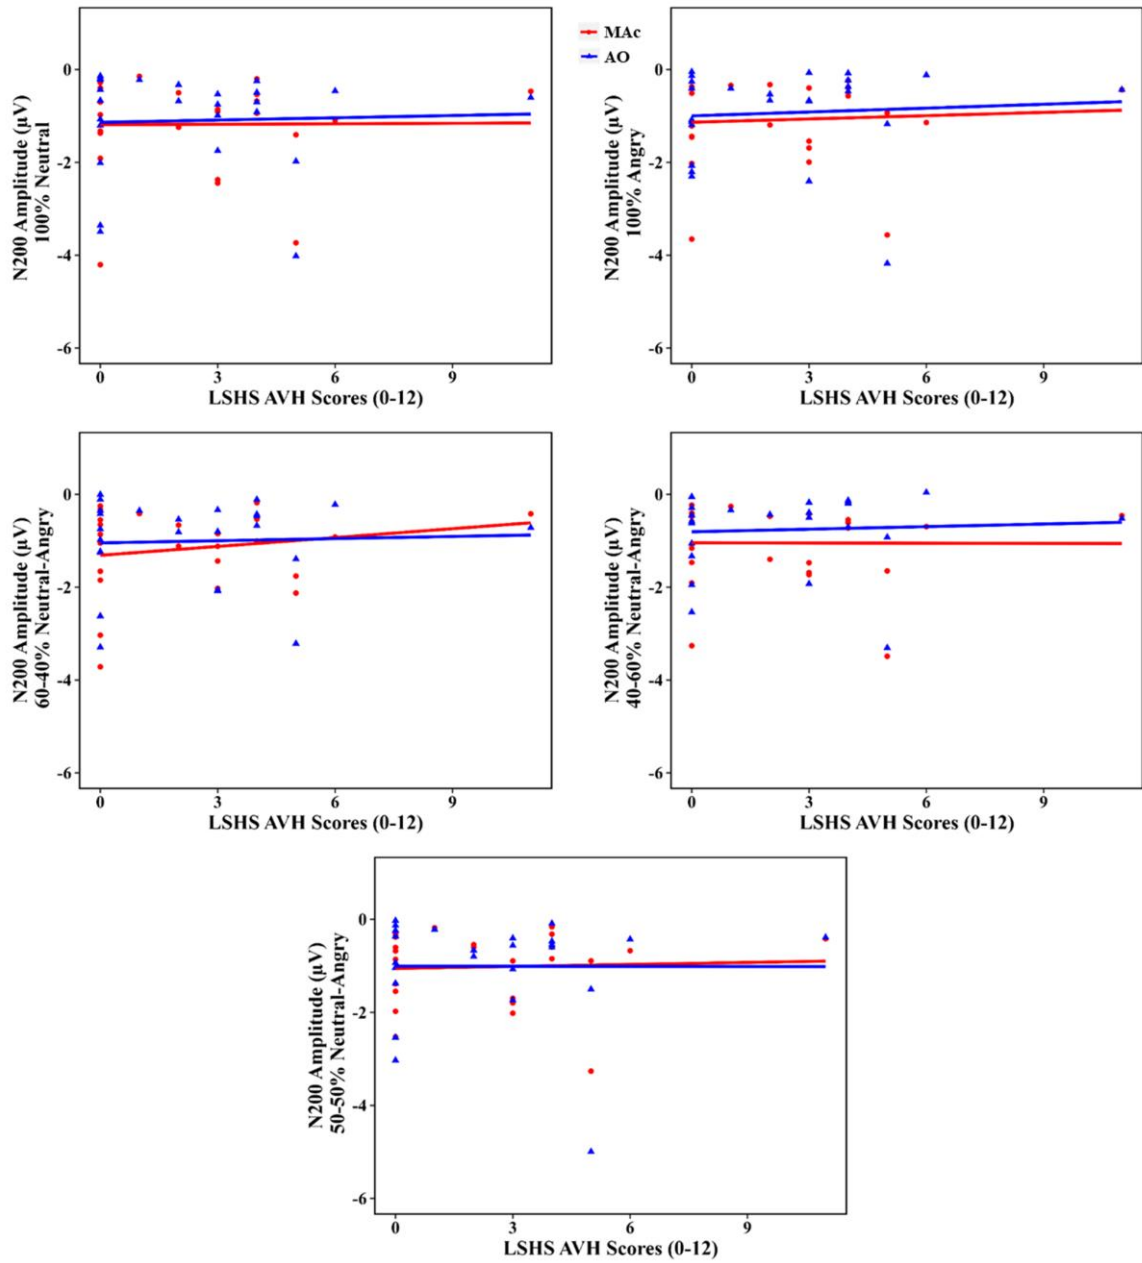 MAc
AO
0
-2
-4
-6
N200 Amplitude (µV)
100% Neutral
0
3
6
9
LSHS AVH Scores (0-12)
0
-2
-4
-6
N200 Amplitude (µV)
100% Angry
0
3
6
9
LSHS AVH Scores (0-12)
0
-2
-4
-6
N200 Amplitude (µV)
60-40% Neutral-Angry
0
3
6
9
LSHS AVH Scores (0-12)
0
-2
-4
-6
N200 Amplitude (µV)
40-60% Neutral-Angry
0
3
6
9
LSHS AVH Scores (0-12)
0
-2
-4
-6
N200 Amplitude (µV)
50-50% Neutral-Angry
0
3
6
9
LSHS AVH Scores (0-12)